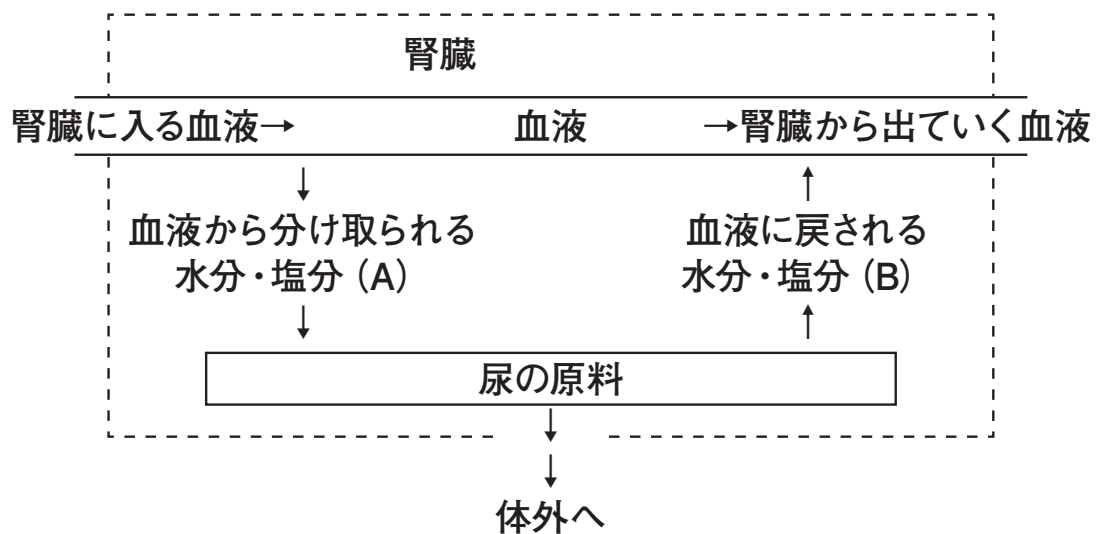 腎臓
腎臓に入る血液→ 血液 →腎臓から出ていく血液
血液から分け取られる
水分・塩分（A）
血液に戻される
水分・塩分（B）
尿の原料
体外へ